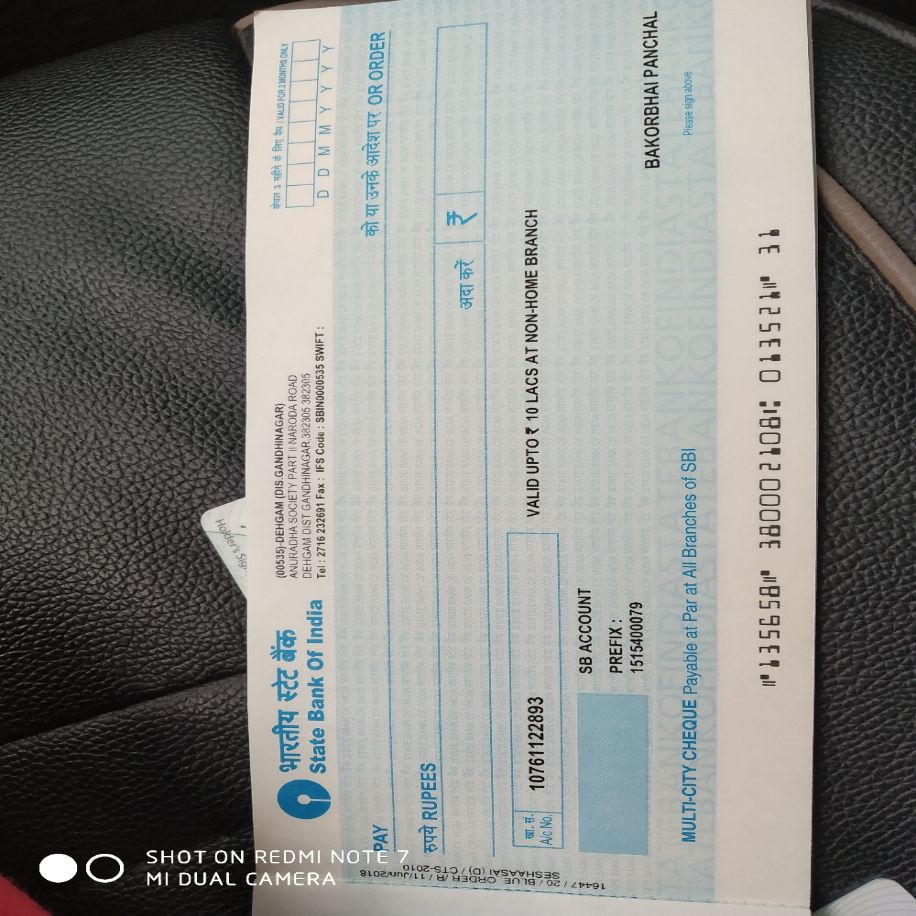 भारतीय स्टेट बैंक
State Bank Of India
(00535)-DEHGAM (DIS.GANDHINAGAR)
ANURADHA SOCIETY PART II NARODA ROAD
DEHGAM DIST GANDHINAGAR,382305 382305
Tel : 2716 232691 Fax : IFS Code : SBIN0000535 SWIFT :
केवल 3 महीने के लिए वैध / VALID FOR 3 MONTHS ONLY
D D M M Y Y Y Y
PAY
को या उनके आदेश पर OR ORDER
रुपये RUPEES
अदा करें ₹
खा. सं.
A/c No.
10761122893
VALID UPTO ₹ 10 LACS AT NON-HOME BRANCH
SB ACCOUNT
PREFIX :
1515400079
BAKORBHAI PANCHAL
Please sign above
MULTI-CITY CHEQUE Payable at Par at All Branches of SBI
⑈135658⑈ 380002108⑆ 013521⑈ 31
SESHAASAI (D) / CTS-2010
16447 / 20 / BLUE ORDER /R / 11/Jun/2018
SHOT ON REDMI NOTE 7
MI DUAL CAMERA